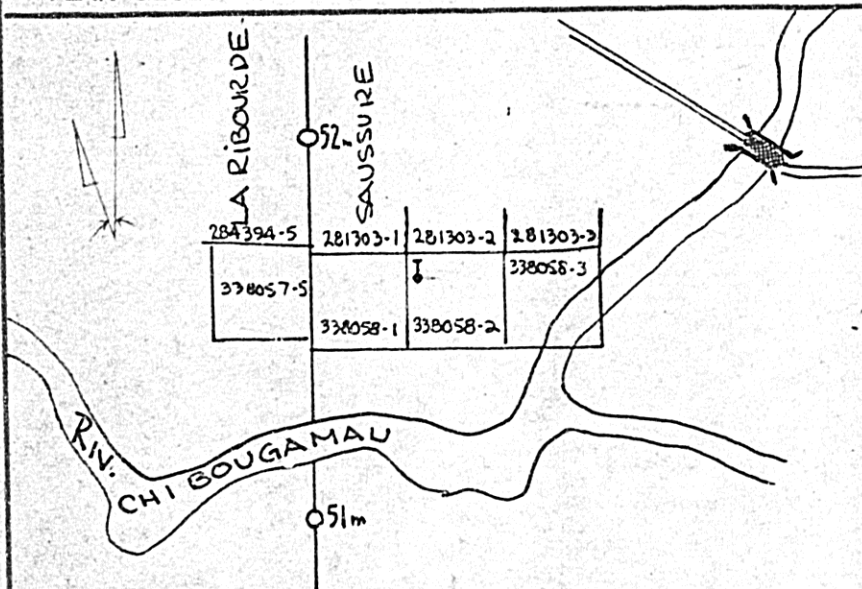 LA RIBOURDE
SAUSSURE
52m
284394-5
281303-1
281303-2
281303-3
338057-5
338058-3
338058-1
338058-2
RIV.
CHIBOUGAMAU
51m